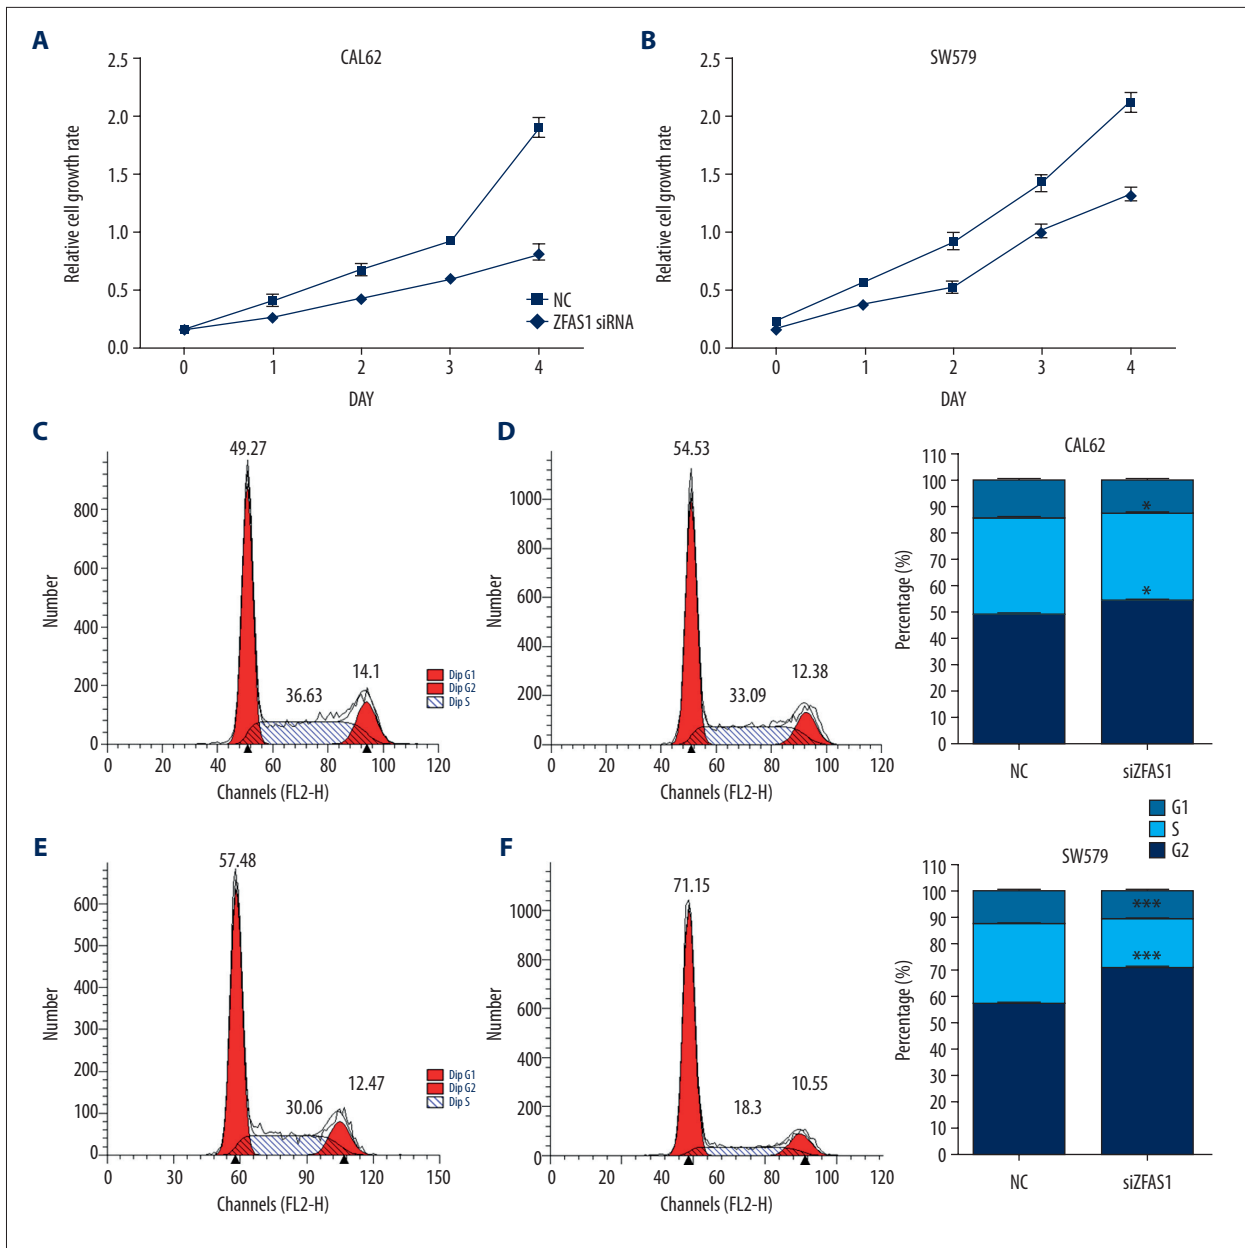 A
CAL62
2.5
2.0
1.5
1.0
0.5
0.0
Relative cell growth rate
0 1 2 3 4
DAY
NC
ZFAS1 siRNA
B
SW579
2.5
2.0
1.5
1.0
0.5
0.0
Relative cell growth rate
0 1 2 3 4
DAY
C
49.27
36.63
14.1
800
600
400
200
0
Number
0 20 40 60 80 100 120
Channels (FL2-H)
Dip G1
Dip G2
Dip S
D
54.53
33.09
12.38
1000
800
600
400
200
0
Number
0 20 40 60 80 100 120
Channels (FL2-H)
CAL62
110
100
90
80
70
60
50
40
30
20
10
0
Percentage (%)
*
*
NC siZFAS1
G1
S
G2
E
57.48
30.06
12.47
600
500
400
300
200
100
0
Number
0 30 60 90 120 150
Channels (FL2-H)
Dip G1
Dip G2
Dip S
F
71.15
18.3
10.55
1000
800
600
400
200
0
Number
0 20 40 60 80 100 120
Channels (FL2-H)
SW579
110
100
90
80
70
60
50
40
30
20
10
0
Percentage (%)
***
***
NC siZFAS1